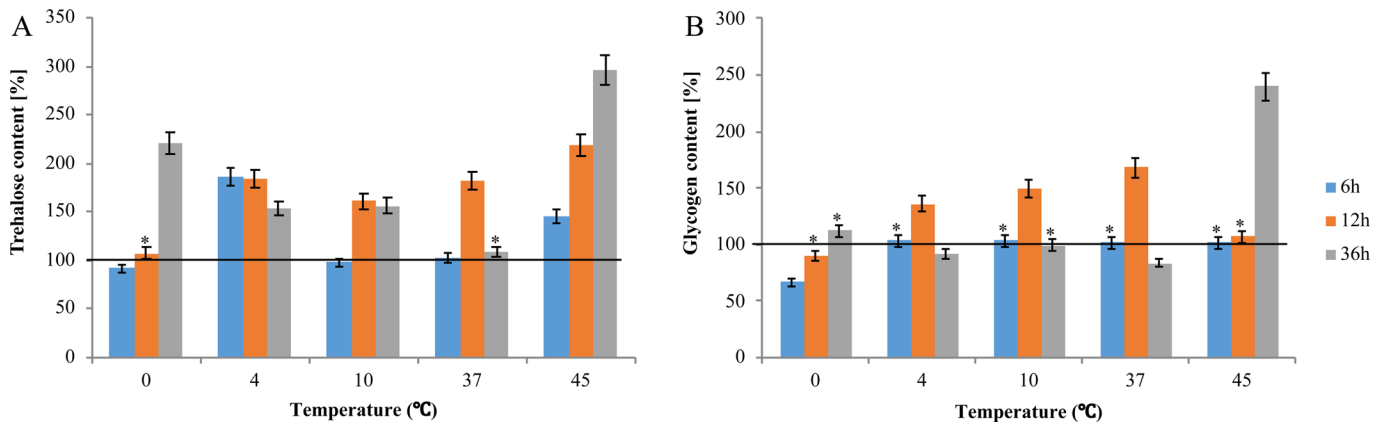 A
Trehalose content [%]
350
300
250
200
150
100
50
0
*
*
0 4 10 37 45
Temperature (℃)
B
Glycogen content [%]
300
250
200
150
100
50
0
* * * * * * * * *
0 4 10 37 45
Temperature (℃)
6h
12h
36h